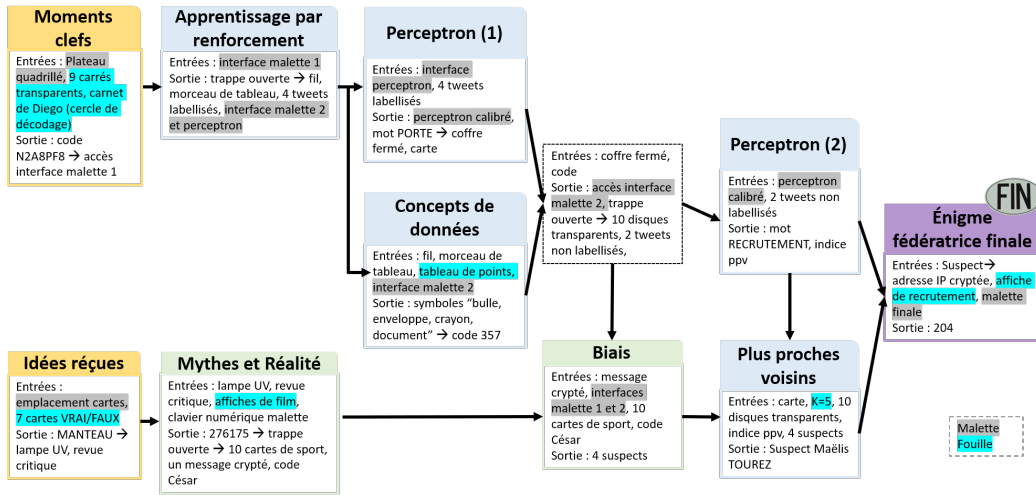 Moments
clefs
Entrées : Plateau
quadrillé, 9 carrés
transparents, carnet
de Diego (cercle de
décodage)
Sortie : code
N2A8PF8 → accès
interface malette 1
Apprentissage par
renforcement
Entrées : interface malette 1
Sortie : trappe ouverte → fil,
morceau de tableau, 4 tweets
labellisés, interface malette 2
et perceptron
Perceptron (1)
Entrées : interface
perceptron, 4 tweets
labellisés
Sortie : perceptron calibré,
mot PORTE → coffre
fermé, carte
Concepts de
données
Entrées : fil, morceau de
tableau, tableau de points,
interface malette 2
Sortie : symboles “bulle,
enveloppe, crayon,
document” → code 357
Entrées : coffre fermé,
code
Sortie : accès interface
malette 2, trappe
ouverte → 10 disques
transparents, 2 tweets
non labellisés,
Perceptron (2)
Entrées : perceptron
calibré, 2 tweets non
labellisés
Sortie : mot
RECRUTEMENT, indice
ppv
FIN
Énigme
fédératrice finale
Entrées : Suspect→
adresse IP cryptée, affiche
de recrutement, malette
finale
Sortie : 204
Idées réçues
Entrées :
emplacement cartes,
7 cartes VRAI/FAUX
Sortie : MANTEAU →
lampe UV, revue
critique
Mythes et Réalité
Entrées : lampe UV, revue
critique, affiches de film,
clavier numérique malette
Sortie : 276175 → trappe
ouverte → 10 cartes de sport,
un message crypté, code
César
Biais
Entrées : message
crypté, interfaces
malette 1 et 2, 10
cartes de sport, code
César
Sortie : 4 suspects
Plus proches
voisins
Entrées : carte, K=5, 10
disques transparents,
indice ppv, 4 suspects
Sortie : Suspect Maëlis
TOUREZ
Malette
Fouille